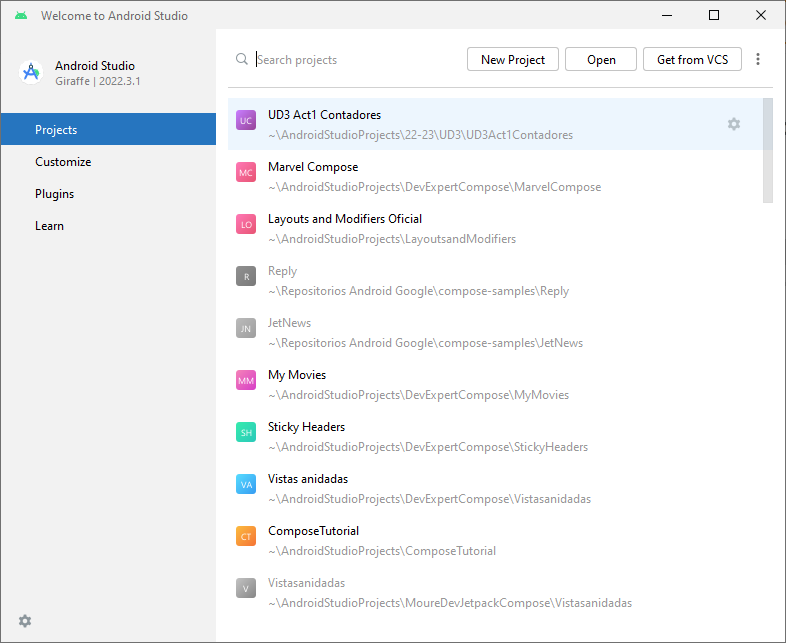 Welcome to Android Studio
Android Studio
Giraffe | 2022.3.1
Projects
Customize
Plugins
Learn
Search projects
New Project
Open
Get from VCS
UC
UD3 Act1 Contadores
~\AndroidStudioProjects\22-23\UD3\UD3Act1Contadores
MC
Marvel Compose
~\AndroidStudioProjects\DevExpertCompose\MarvelCompose
LO
Layouts and Modifiers Oficial
~\AndroidStudioProjects\LayoutsandModifiers
R
Reply
~\Repositorios Android Google\compose-samples\Reply
JN
JetNews
~\Repositorios Android Google\compose-samples\JetNews
MM
My Movies
~\AndroidStudioProjects\DevExpertCompose\MyMovies
SH
Sticky Headers
~\AndroidStudioProjects\DevExpertCompose\StickyHeaders
VA
Vistas anidadas
~\AndroidStudioProjects\DevExpertCompose\Vistasanidadas
CT
ComposeTutorial
~\AndroidStudioProjects\ComposeTutorial
V
Vistasanidadas
~\AndroidStudioProjects\MoureDevJetpackCompose\Vistasanidadas